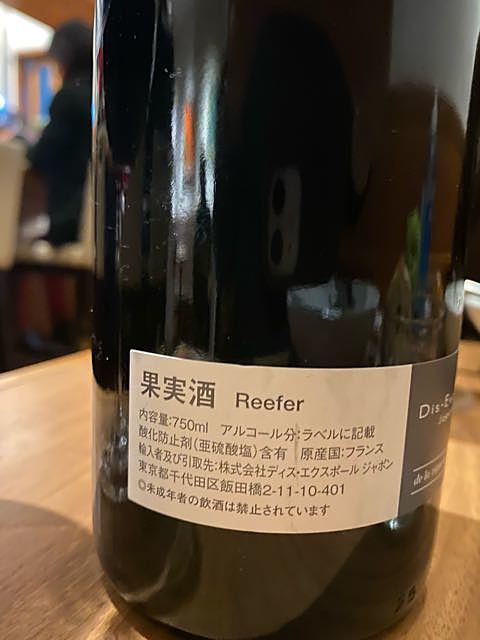 果実酒 Reefer
内容量:750ml アルコール分:ラベルに記載
酸化防止剤(亜硫酸塩)含有 原産国:フランス
輸入者及び引取先:株式会社ディス・エクスポール ジャポン
東京都千代田区飯田橋2-11-10-401
◎未成年者の飲酒は禁止されています